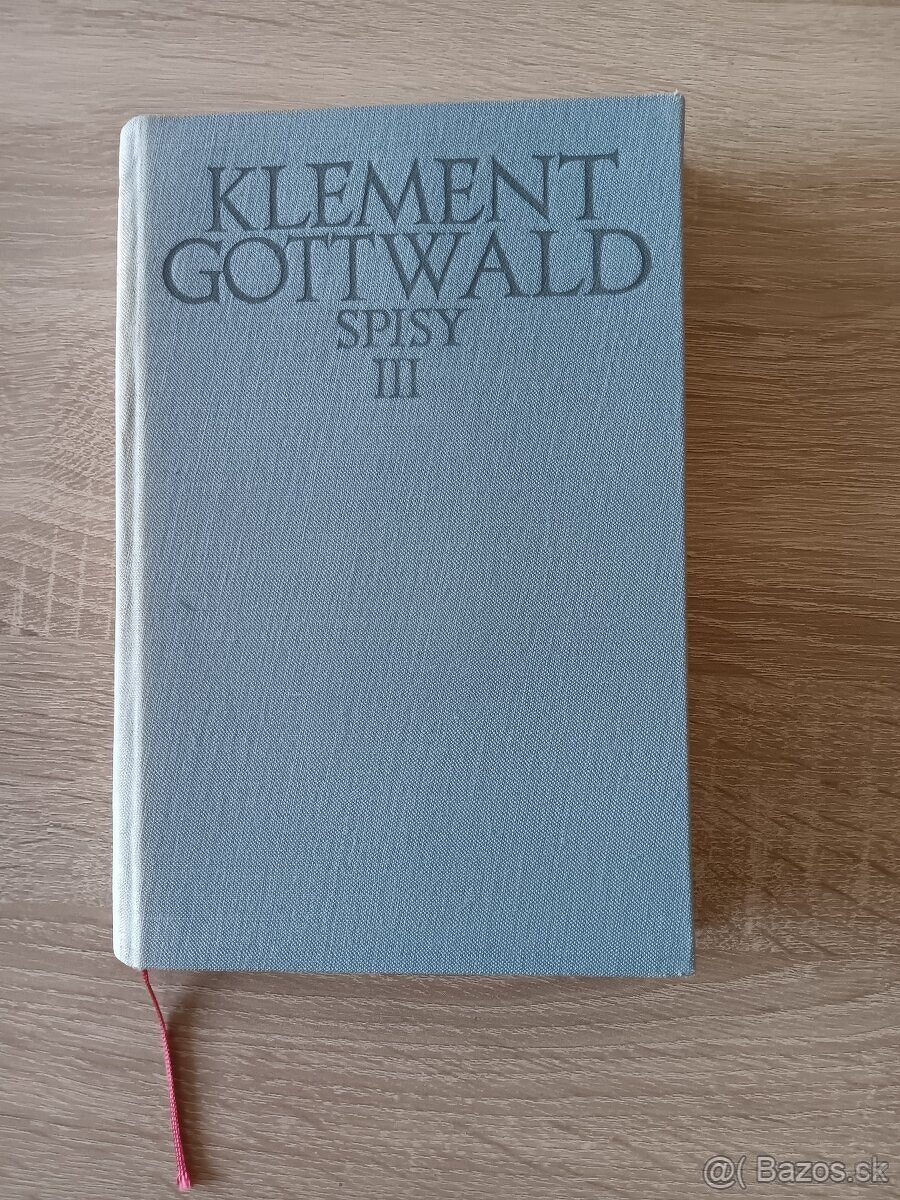 KLEMENT
GOTTWALD
SPISY
III
@( Bazos.sk